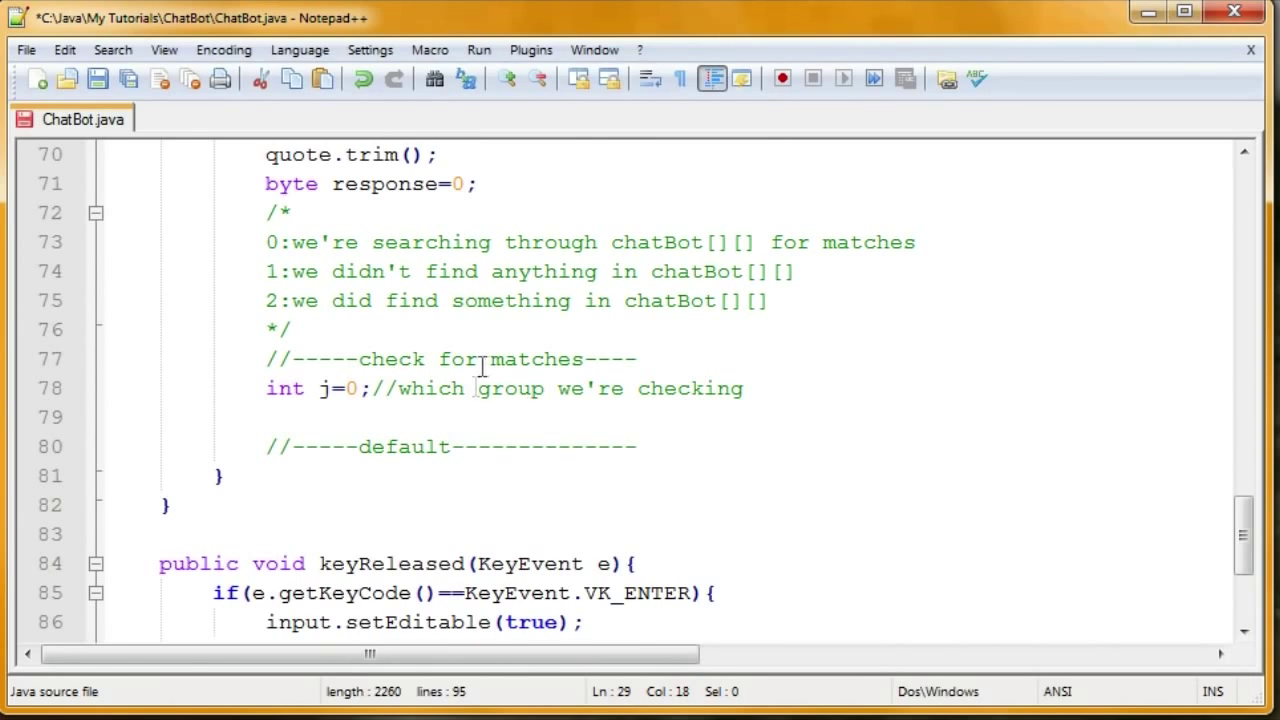 *C:\Java\My Tutorials\ChatBot\ChatBot.java - Notepad++
File Edit Search View Encoding Language Settings Macro Run Plugins Window ? X
ABC
ChatBot.java
70 quote.trim();
71 byte response=0;
72 /*
73 0:we're searching through chatBot[][] for matches
74 1:we didn't find anything in chatBot[][]
75 2:we did find something in chatBot[][]
76 */
77 //-----check for matches----
78 int j=0;//which group we're checking
79
80 //-----default--------------
81 }
82 }
83
84 public void keyReleased(KeyEvent e){
85 if(e.getKeyCode()==KeyEvent.VK_ENTER){
86 input.setEditable(true);
Java source file length : 2260 lines : 95 Ln : 29 Col : 18 Sel : 0 Dos\Windows ANSI INS